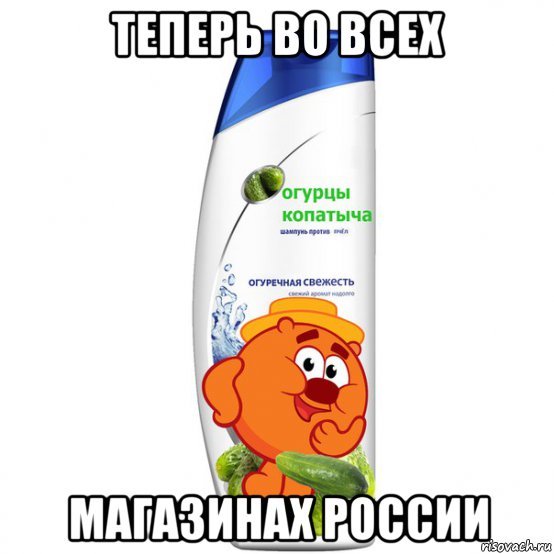 ТЕПЕРЬ ВО ВСЕХ
огурцы
копатыча
шампунь против пчёл
ОГУРЕЧНАЯ СВЕЖЕСТЬ
свежий аромат надолго
МАГАЗИНАХ РОССИИ
risovach.ru